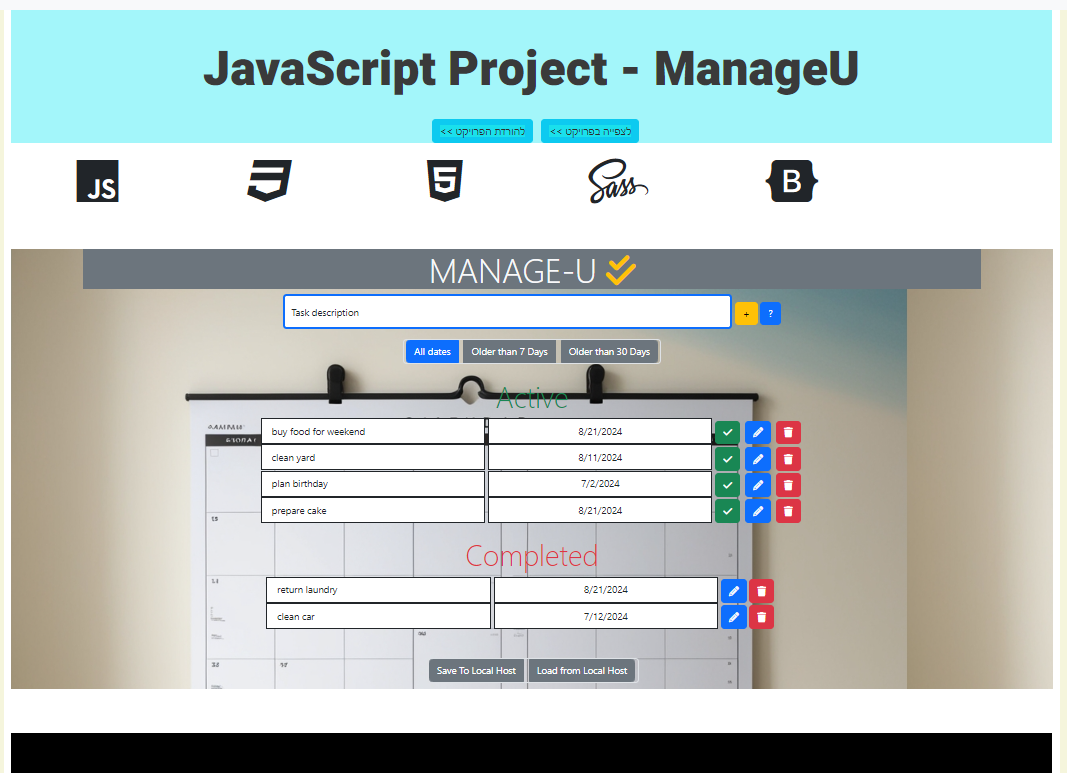 JavaScript Project - ManageU
להורדת הפרויקט >>
לצפייה בפרויקט >>
JS
3
5
Sass
B
MANAGE-U
Task description
+
?
All dates
Older than 7 Days
Older than 30 Days
Active
buy food for weekend
8/21/2024
clean yard
8/11/2024
plan birthday
7/2/2024
prepare cake
8/21/2024
Completed
return laundry
8/21/2024
clean car
7/12/2024
Save To Local Host
Load from Local Host